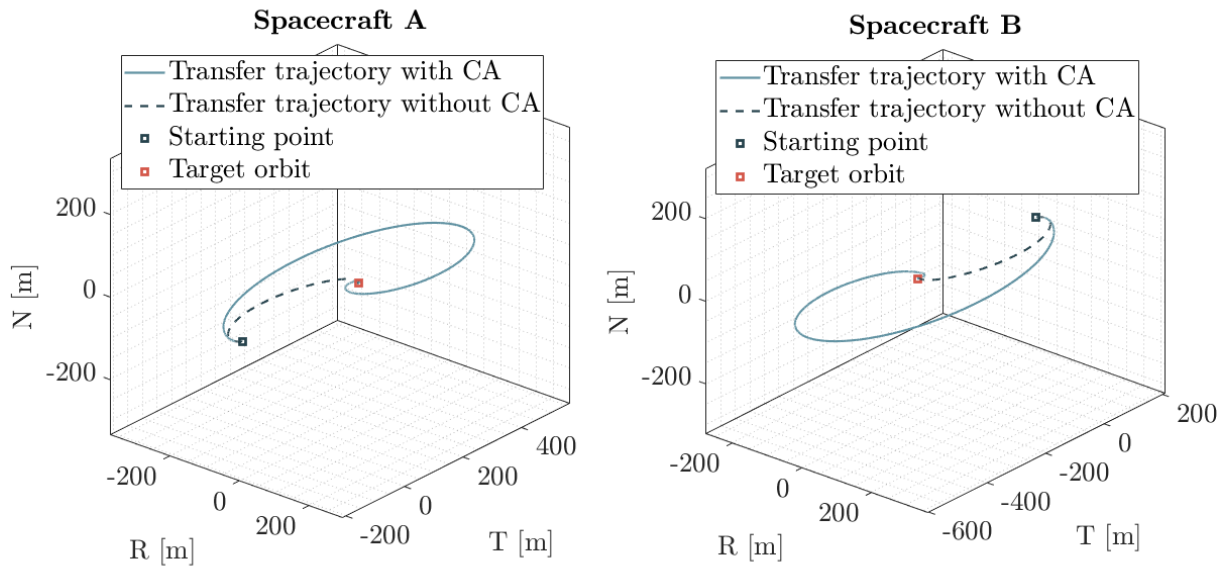 Spacecraft A
Transfer trajectory with CA
Transfer trajectory without CA
Starting point
Target orbit
200
0
-200
N [m]
-200
0
200
R [m]
-200
0
200
400
T [m]
Spacecraft B
Transfer trajectory with CA
Transfer trajectory without CA
Starting point
Target orbit
200
0
-200
N [m]
-200
0
200
R [m]
-600
-400
-200
0
200
T [m]